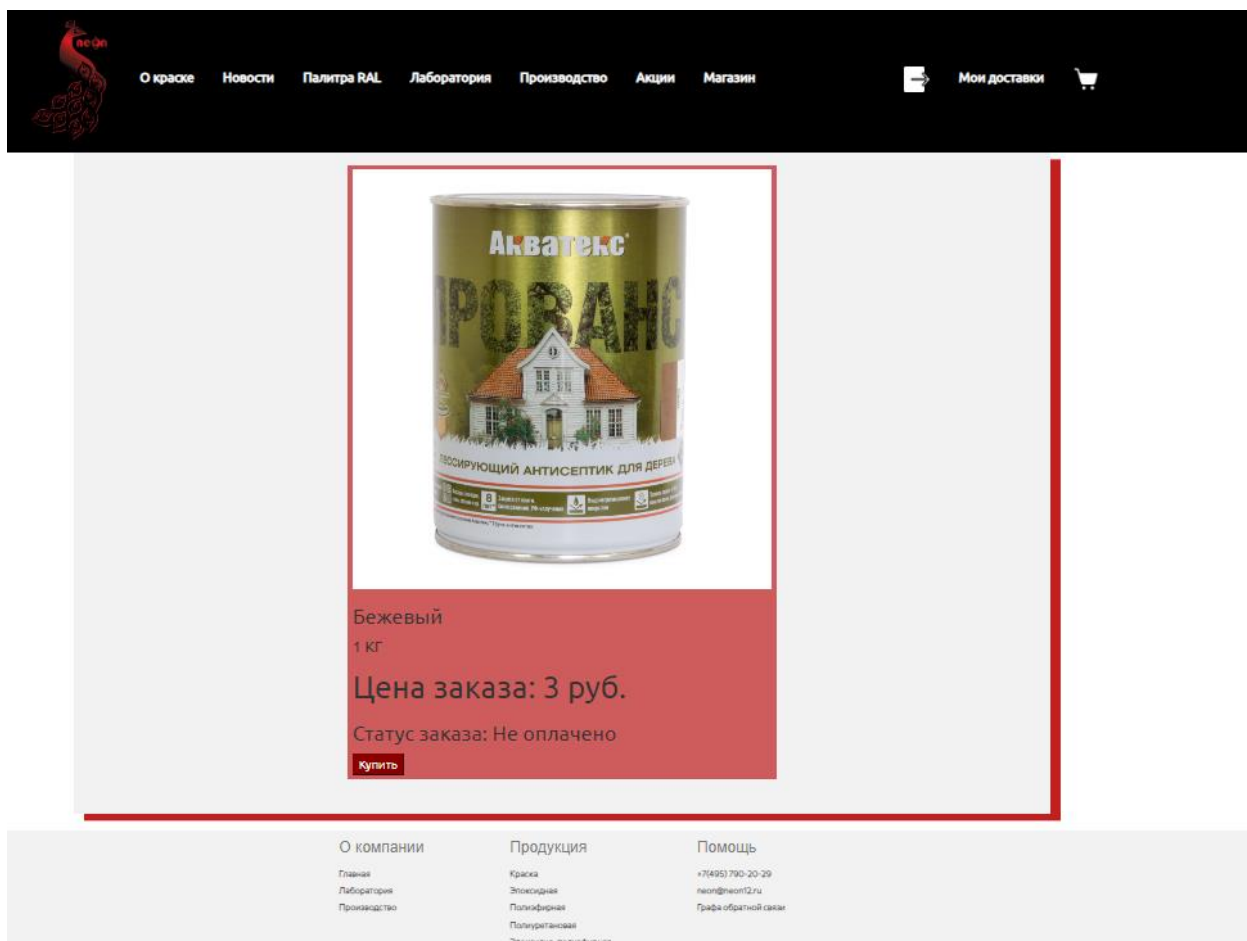 neon
О краске Новости Палитра RAL Лаборатория Производство Акции Магазин Мои доставки
Акватекс
ПРОВАНС
АНТИСЕПТИК ДЛЯ ДЕРЕВА
Бежевый
1 КГ
Цена заказа: 3 руб.
Статус заказа: Не оплачено
Купить
О компании Продукция Помощь
Главная Краска +7(495) 790-20-29
Лаборатория Эпоксидная neon@neon12.ru
Производство Полиэфирная Графа обратной связи
Полиуретановая